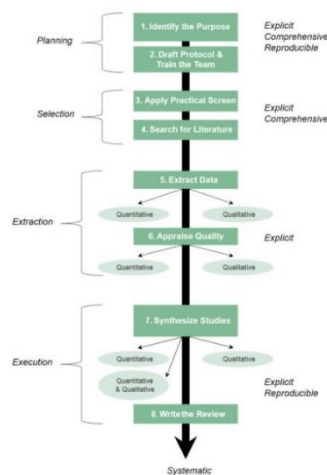 Planning
1. Identify the Purpose
2. Draft Protocol &
Train the Team
Explicit
Comprehensive
Reproducible
Selection
3. Apply Practical Screen
4. Search for Literature
Explicit
Comprehensive
Extraction
5. Extract Data
Quantitative
Qualitative
6. Appraise Quality
Quantitative
Qualitative
Explicit
Execution
7. Synthesize Studies
Quantitative
Qualitative
Quantitative
& Qualitative
8. Write the Review
Explicit
Reproducible
Systematic